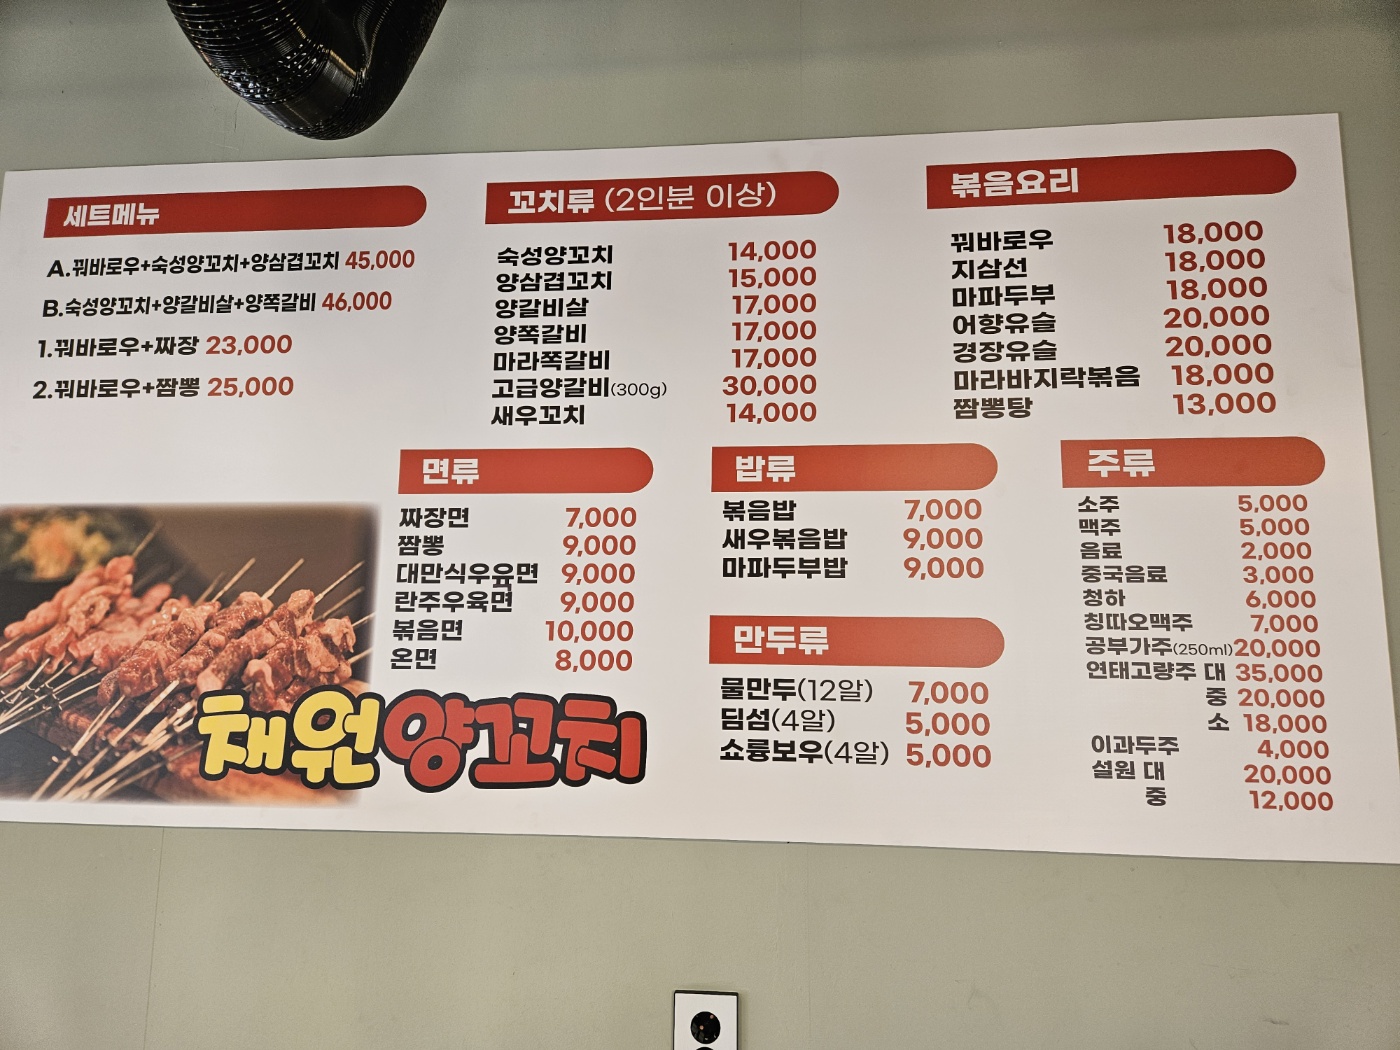 세트메뉴
A.꿔바로우+숙성양꼬치+양삼겹꼬치 45,000
B.숙성양꼬치+양갈비살+양쪽갈비 46,000
1.꿔바로우+짜장 23,000
2.꿔바로우+짬뽕 25,000
꼬치류 (2인분 이상)
숙성양꼬치 14,000
양삼겹꼬치 15,000
양갈비살 17,000
양쪽갈비 17,000
마라쪽갈비 17,000
고급양갈비(300g) 30,000
새우꼬치 14,000
볶음요리
꿔바로우 18,000
지삼선 18,000
마파두부 18,000
어향유슬 20,000
경장유슬 20,000
마라바지락볶음 18,000
짬뽕탕 13,000
면류
짜장면 7,000
짬뽕 9,000
대만식우육면 9,000
란주우육면 9,000
볶음면 10,000
온면 8,000
밥류
볶음밥 7,000
새우볶음밥 9,000
마파두부밥 9,000
만두류
물만두(12알) 7,000
딤섬(4알) 5,000
쇼룡보우(4알) 5,000
주류
소주 5,000
맥주 5,000
음료 2,000
중국음료 3,000
청하 6,000
칭따오맥주 7,000
공부가주(250ml) 20,000
연태고량주 대 35,000
중 20,000
소 18,000
이과두주 4,000
설원 대 20,000
중 12,000
채원양꼬치